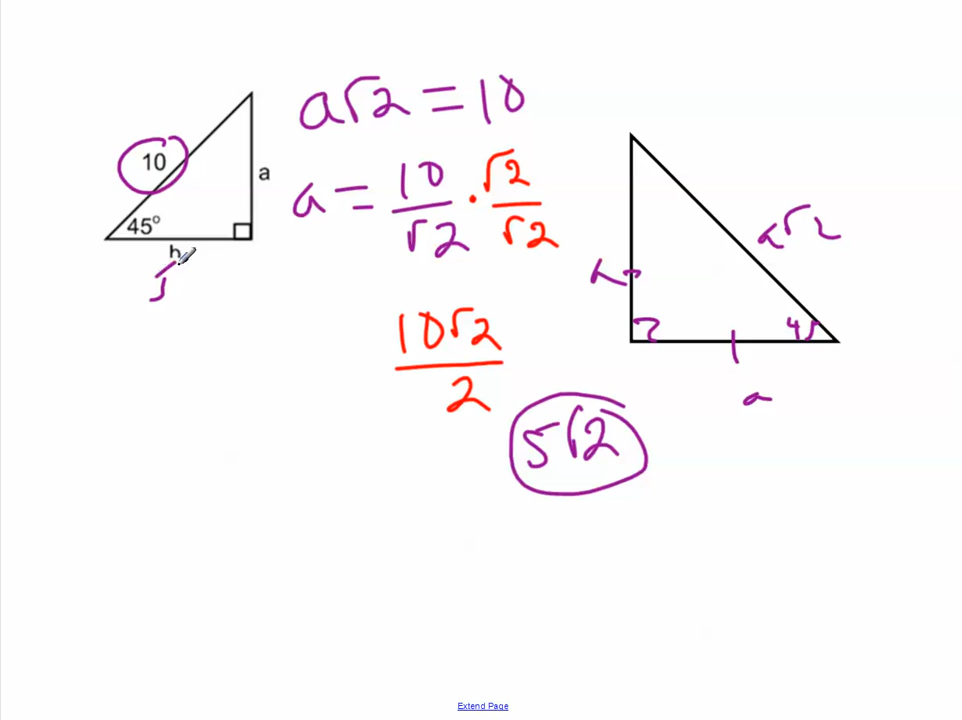 a√2 = 10
10
a
45°
b
5
a = 10/√2 · √2/√2
a√2
a
45
a
10√2/2
5√2
Extend Page